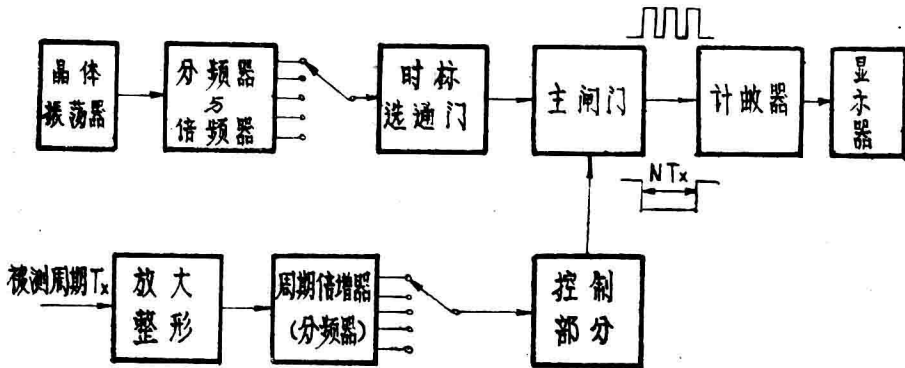 晶体
振荡器
分频器
与
倍频器
时标
选通门
主闸门
计数器
显
示
器
NTx
被测周期Tx
放大
整形
周期倍增器
(分频器)
控制
部分